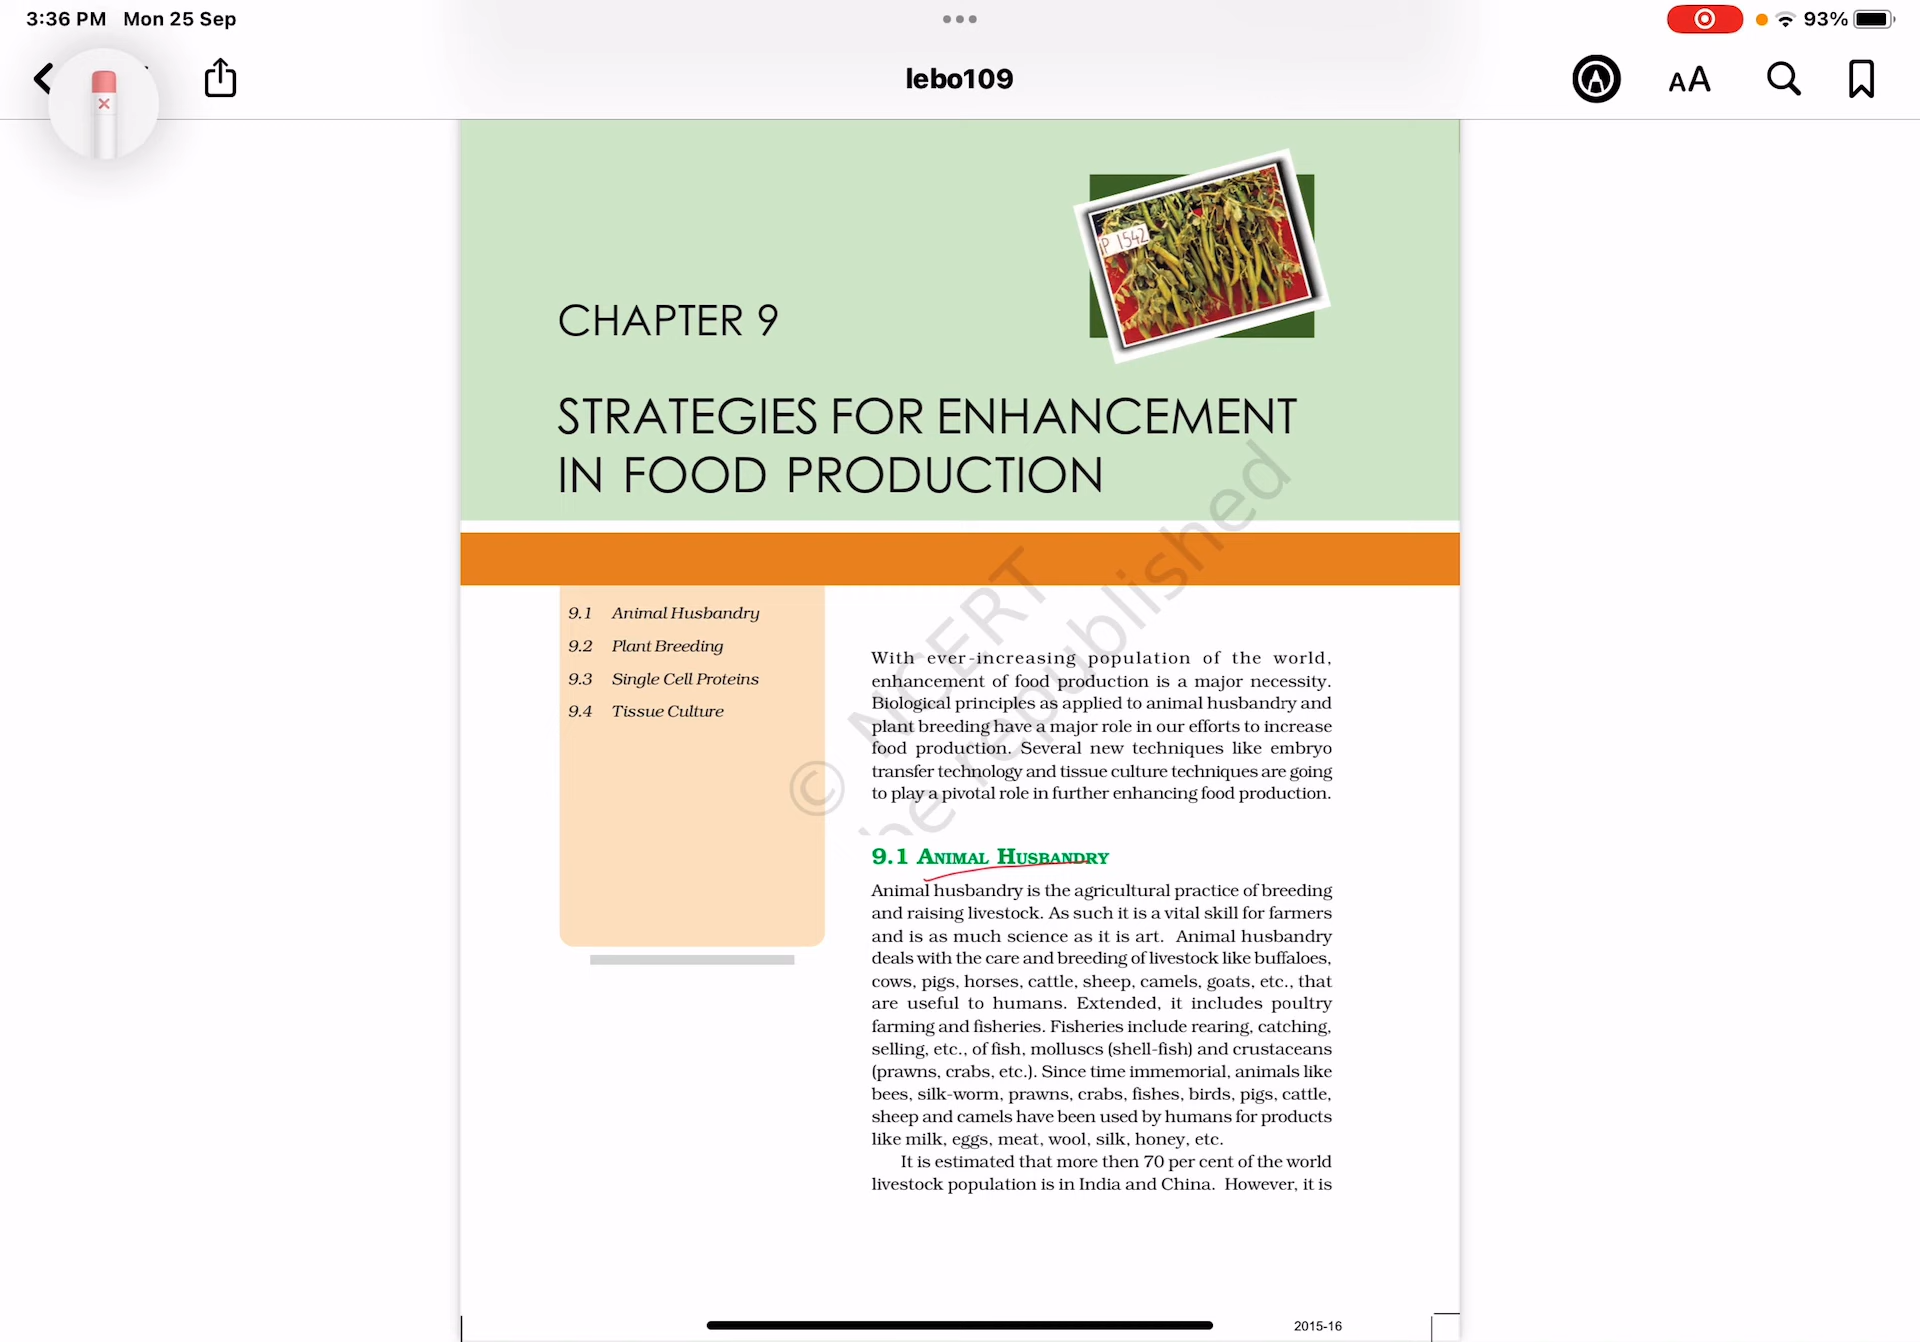 3:36 PM Mon 25 Sep
93%
lebo109
AA
P 1542
CHAPTER 9
STRATEGIES FOR ENHANCEMENT
IN FOOD PRODUCTION
9.1 Animal Husbandry
9.2 Plant Breeding
9.3 Single Cell Proteins
9.4 Tissue Culture
© NCERT
be republished
With ever-increasing population of the world,
enhancement of food production is a major necessity.
Biological principles as applied to animal husbandry and
plant breeding have a major role in our efforts to increase
food production. Several new techniques like embryo
transfer technology and tissue culture techniques are going
to play a pivotal role in further enhancing food production.
9.1 ANIMAL HUSBANDRY
Animal husbandry is the agricultural practice of breeding
and raising livestock. As such it is a vital skill for farmers
and is as much science as it is art. Animal husbandry
deals with the care and breeding of livestock like buffaloes,
cows, pigs, horses, cattle, sheep, camels, goats, etc., that
are useful to humans. Extended, it includes poultry
farming and fisheries. Fisheries include rearing, catching,
selling, etc., of fish, molluscs (shell-fish) and crustaceans
(prawns, crabs, etc.). Since time immemorial, animals like
bees, silk-worm, prawns, crabs, fishes, birds, pigs, cattle,
sheep and camels have been used by humans for products
like milk, eggs, meat, wool, silk, honey, etc.
It is estimated that more then 70 per cent of the world
livestock population is in India and China. However, it is
2015-16